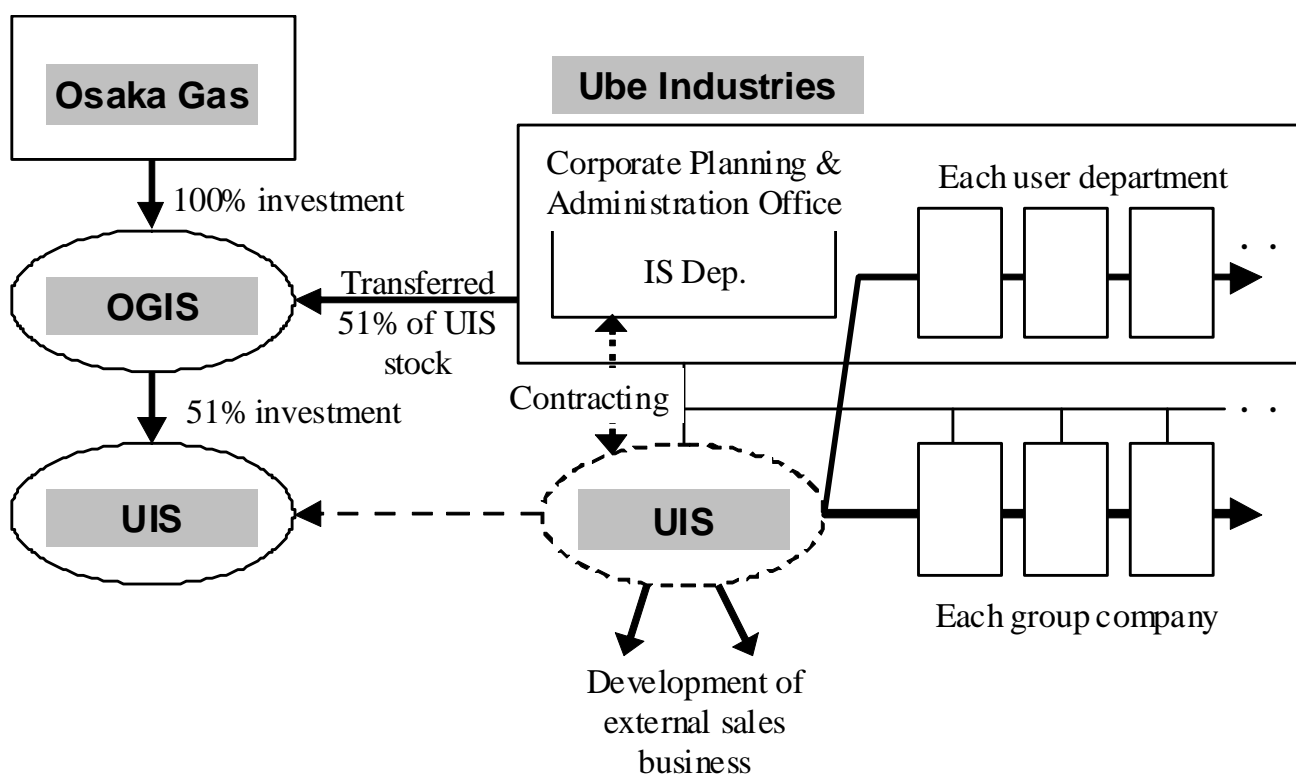 Osaka Gas
Ube Industries
Corporate Planning &
Administration Office
IS Dep.
Each user department
. .
100% investment
OGIS
Transferred
51% of UIS
stock
51% investment
Contracting
. .
UIS
UIS
Each group company
Development of
external sales
business